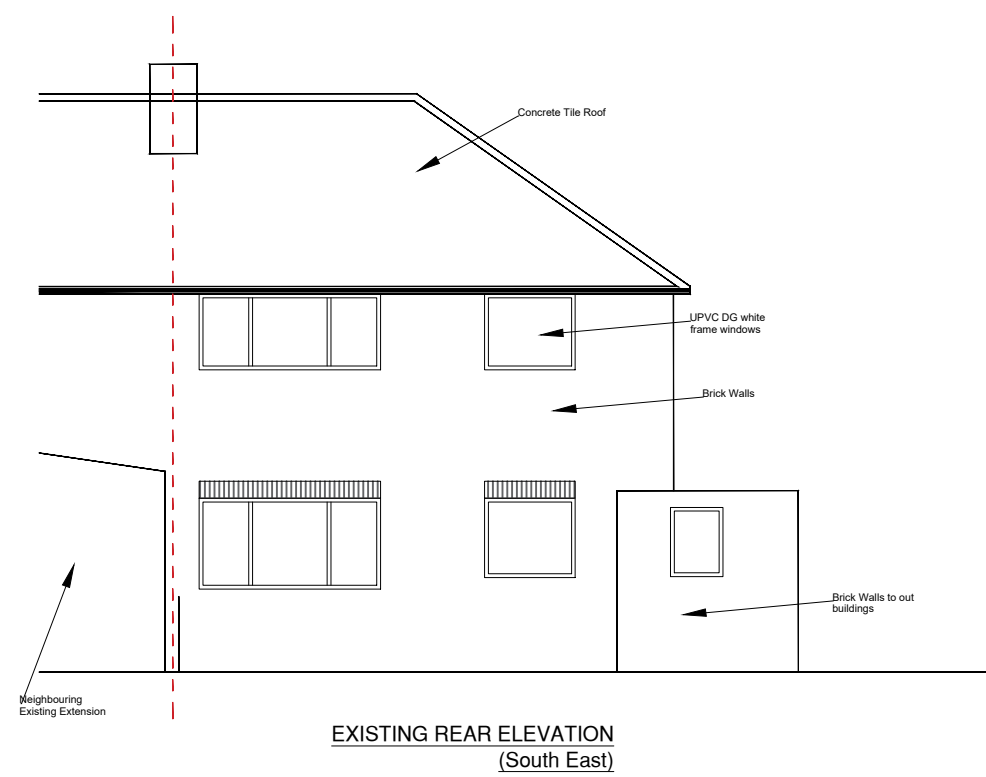 Concrete Tile Roof
UPVC DG white
frame windows
Brick Walls
Brick Walls to out
buildings
Neighbouring
Existing Extension
EXISTING REAR ELEVATION
(South East)